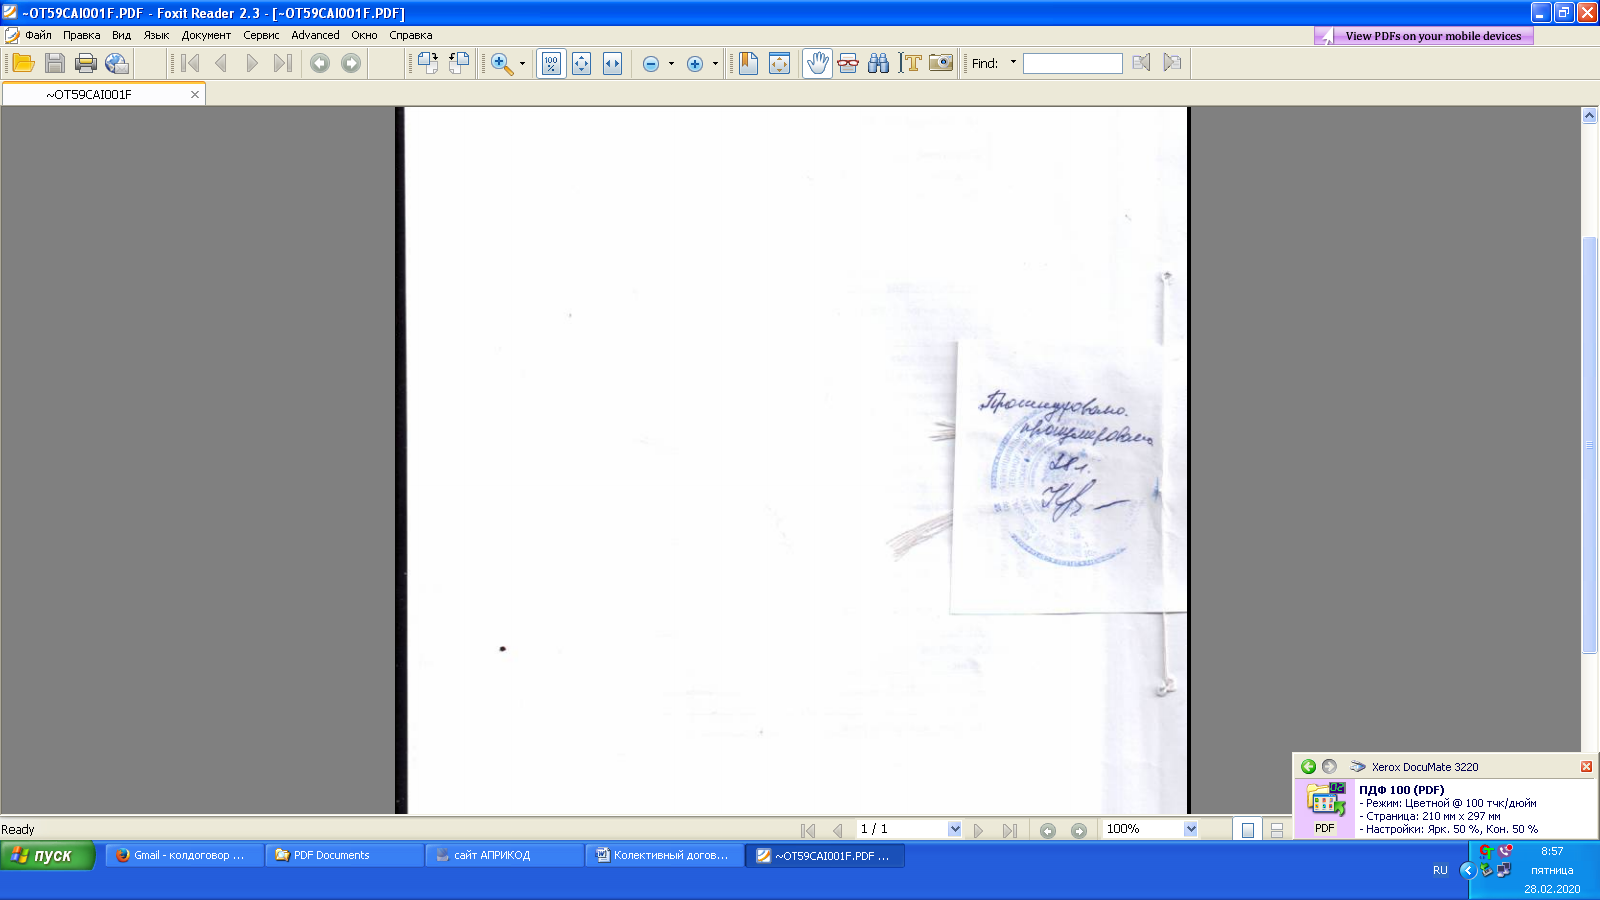 ~OT59CAI001F.PDF - Foxit Reader 2.3 - [~OT59CAI001F.PDF]
Файл Правка Вид Язык Документ Сервис Advanced Окно Справка
View PDFs on your mobile devices
Find:
~OT59CAI001F
Прошнуровано.
пронумеровано
28 л.
Xerox DocuMate 3220
ПДФ 100 (PDF)
- Режим: Цветной @ 100 тчк/дюйм
- Страница: 210 мм x 297 мм
- Настройки: Ярк. 50 %, Кон. 50 %
PDF
Ready
1 / 1
100%
пуск
Gmail - колдоговор ...
PDF Documents
сайт АПРИКОД
Колективный догов...
~OT59CAI001F.PDF ...
RU
8:57
пятница
28.02.2020